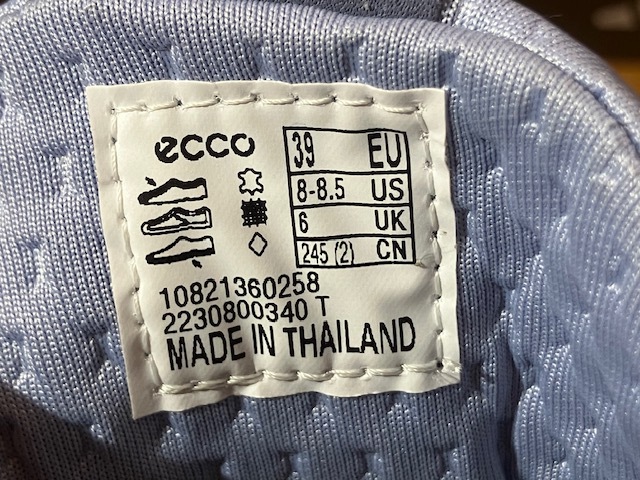 ecco
39 EU
8-8.5 US
6 UK
245 (2) CN
10821360258
2230800340 T
MADE IN THAILAND